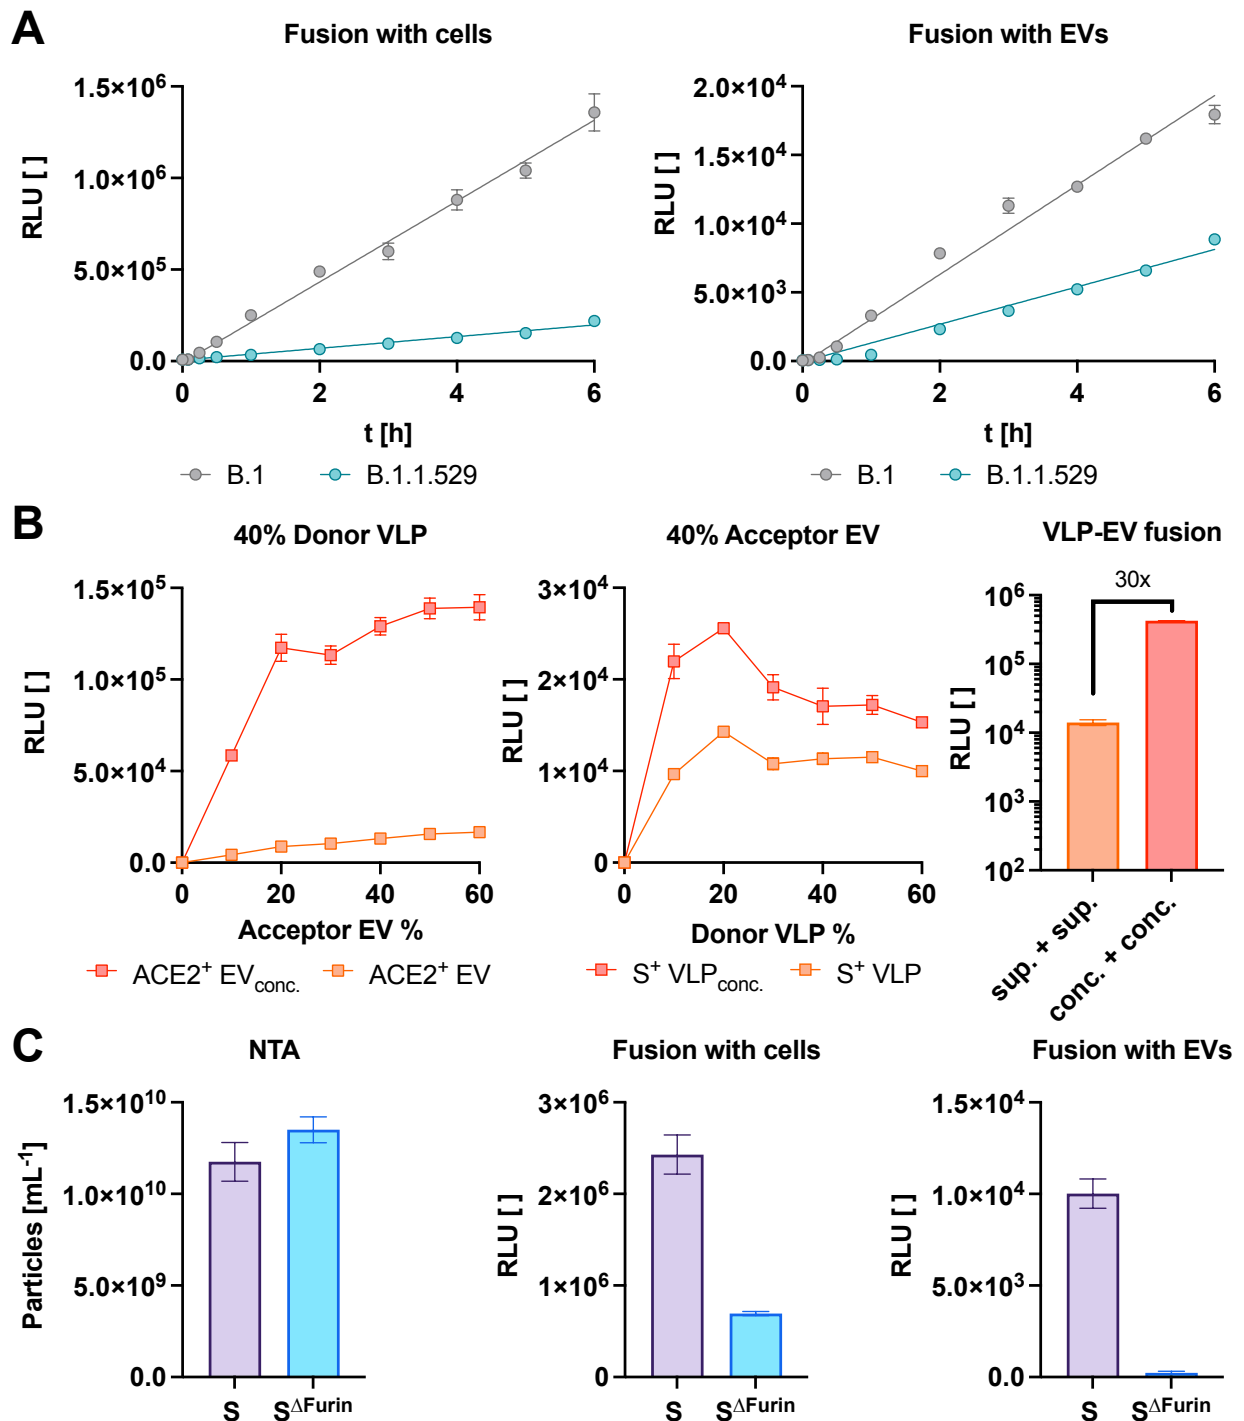 A
Fusion with cells
Fusion with EVs
RLU [ ]
1.5×10⁶
1.0×10⁶
5.0×10⁵
0.0
0 2 4 6
t [h]
B.1 B.1.1.529
RLU [ ]
2.0×10⁴
1.5×10⁴
1.0×10⁴
5.0×10³
0.0
0 2 4 6
t [h]
B.1 B.1.1.529
B
40% Donor VLP
40% Acceptor EV
VLP-EV fusion
RLU [ ]
1.5×10⁵
1.0×10⁵
5.0×10⁴
0.0
0 20 40 60
Acceptor EV %
ACE2⁺ EVconc. ACE2⁺ EV
RLU [ ]
3×10⁴
2×10⁴
1×10⁴
0
0 20 40 60
Donor VLP %
S⁺ VLPconc. S⁺ VLP
30x
RLU [ ]
10⁶
10⁵
10⁴
10³
10²
sup. + sup.
conc. + conc.
C
NTA
Fusion with cells
Fusion with EVs
Particles [mL⁻¹]
1.5×10¹⁰
1.0×10¹⁰
5.0×10⁹
0.0
S SΔFurin
RLU [ ]
3×10⁶
2×10⁶
1×10⁶
0
S SΔFurin
RLU [ ]
1.5×10⁴
1.0×10⁴
5.0×10³
0.0
S SΔFurin